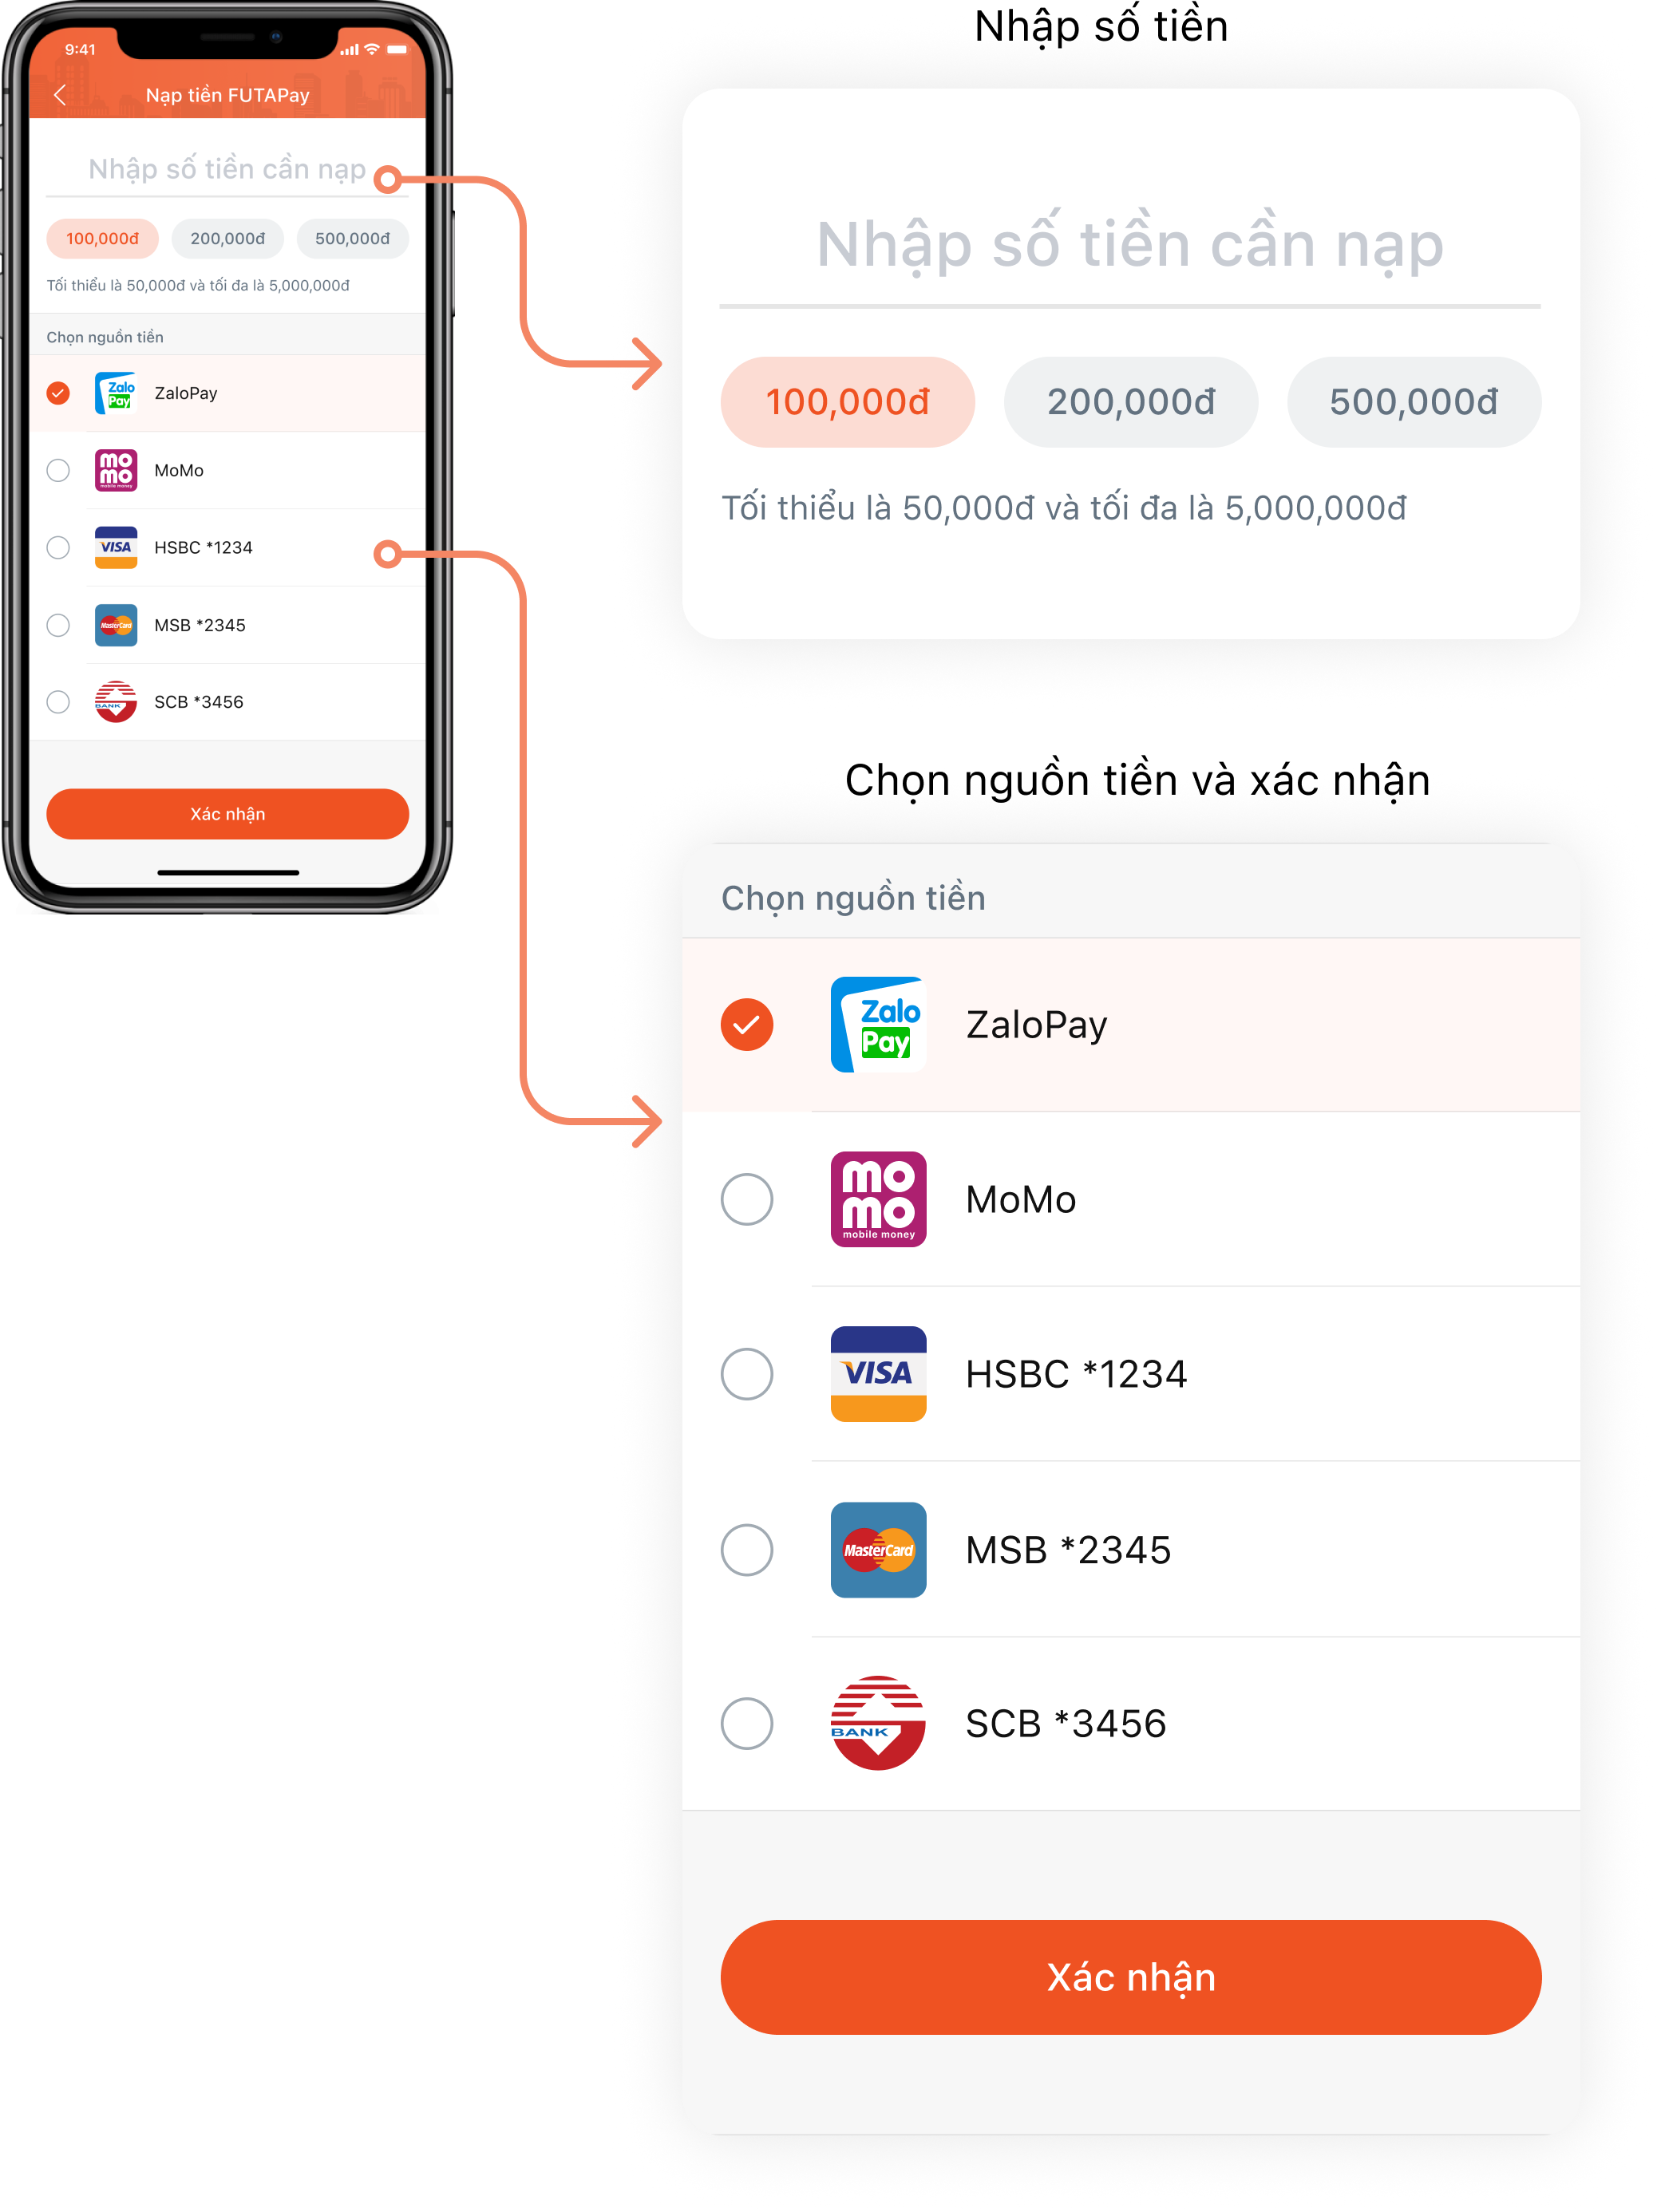 9:41
Nạp tiền FUTAPay
Nhập số tiền cần nạp
100,000đ 200,000đ 500,000đ
Tối thiểu là 50,000đ và tối đa là 5,000,000đ
Chọn nguồn tiền
Zalo
Pay
ZaloPay
mo
mo
mobile money
MoMo
VISA
HSBC *1234
MasterCard
MSB *2345
BANK
SCB *3456
Xác nhận
Nhập số tiền
Nhập số tiền cần nạp
100,000đ 200,000đ 500,000đ
Tối thiểu là 50,000đ và tối đa là 5,000,000đ
Chọn nguồn tiền và xác nhận
Chọn nguồn tiền
Zalo
Pay
ZaloPay
mo
mo
mobile money
MoMo
VISA
HSBC *1234
MasterCard
MSB *2345
BANK
SCB *3456
Xác nhận